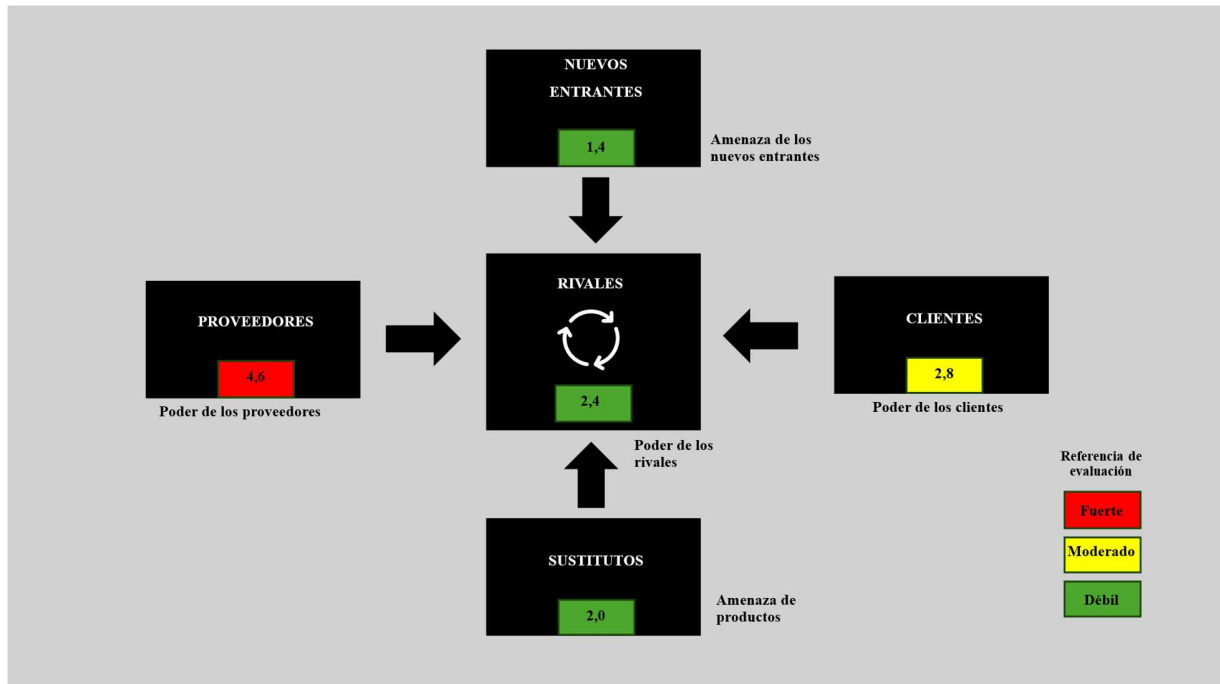 NUEVOS
ENTRANTES
1,4
Amenaza de los
nuevos entrantes
RIVALES
2,4
Poder de los
rivales
PROVEEDORES
4,6
Poder de los proveedores
CLIENTES
2,8
Poder de los clientes
SUSTITUTOS
2,0
Amenaza de
productos
Referencia de
evaluación
Fuerte
Moderado
Débil